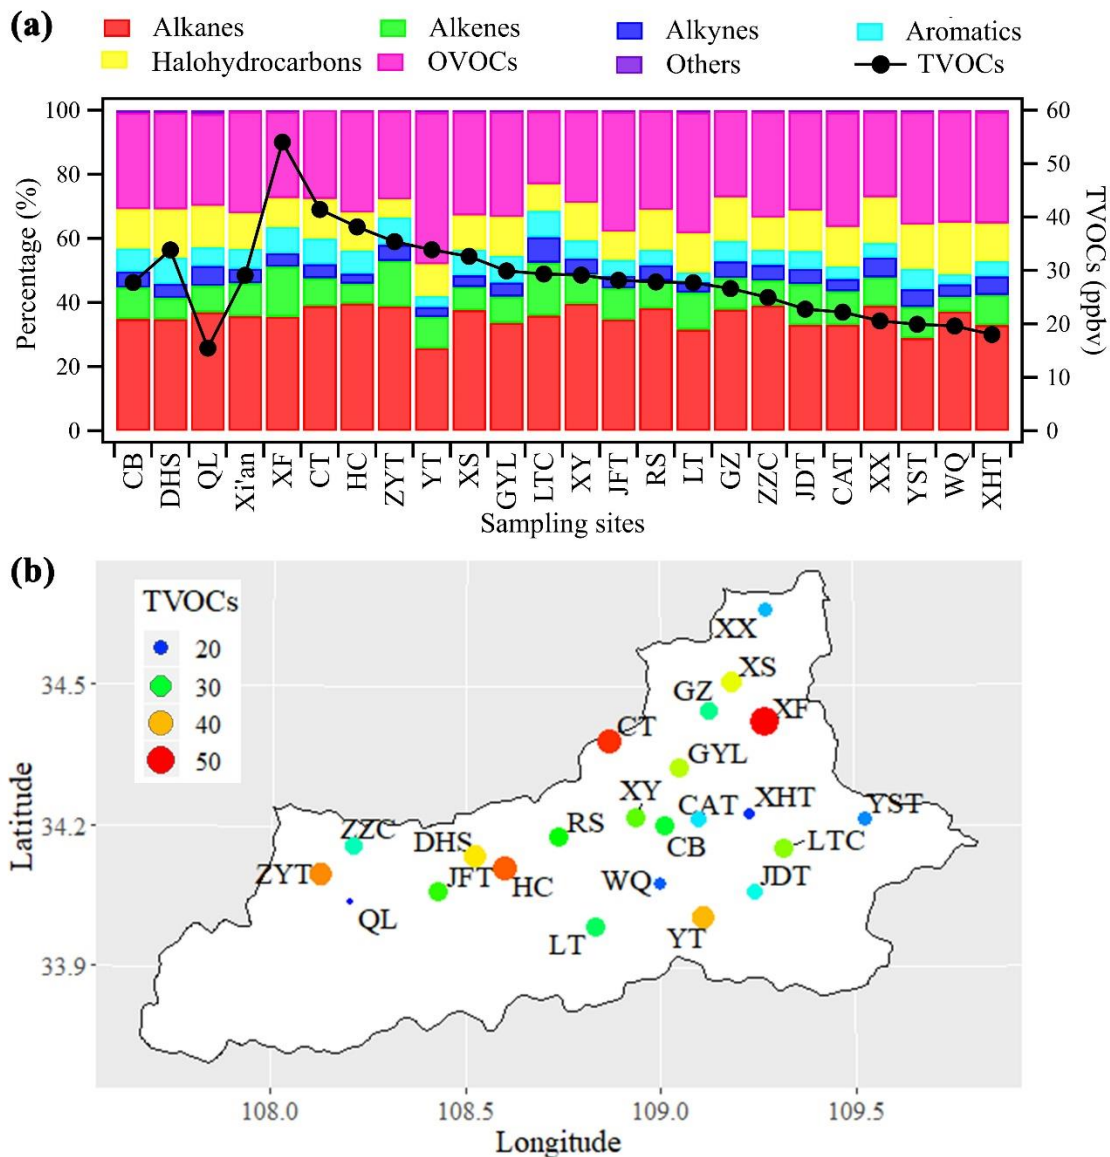 (a)
Alkanes Alkenes Alkynes Aromatics
Halohydrocarbons OVOCs Others TVOCs
100 60
80 50
60 40
40 30
20 20
0 10
0
Percentage (%)
TVOCs (ppbv)
CB DHS QL Xi'an XF CT HC ZYT YT XS GYL LTC XY JFT RS LT GZ ZZC JDT CAT XX YST WQ XHT
Sampling sites
(b)
TVOCs
20
30
40
50
XX
XS
GZ
XF
CT
GYL
XY CAT XHT YST
RS
ZZC DHS CB LTC
ZYT JFT HC WQ JDT
QL
LT YT
34.5
34.2
33.9
Latitude
108.0 108.5 109.0 109.5
Longitude